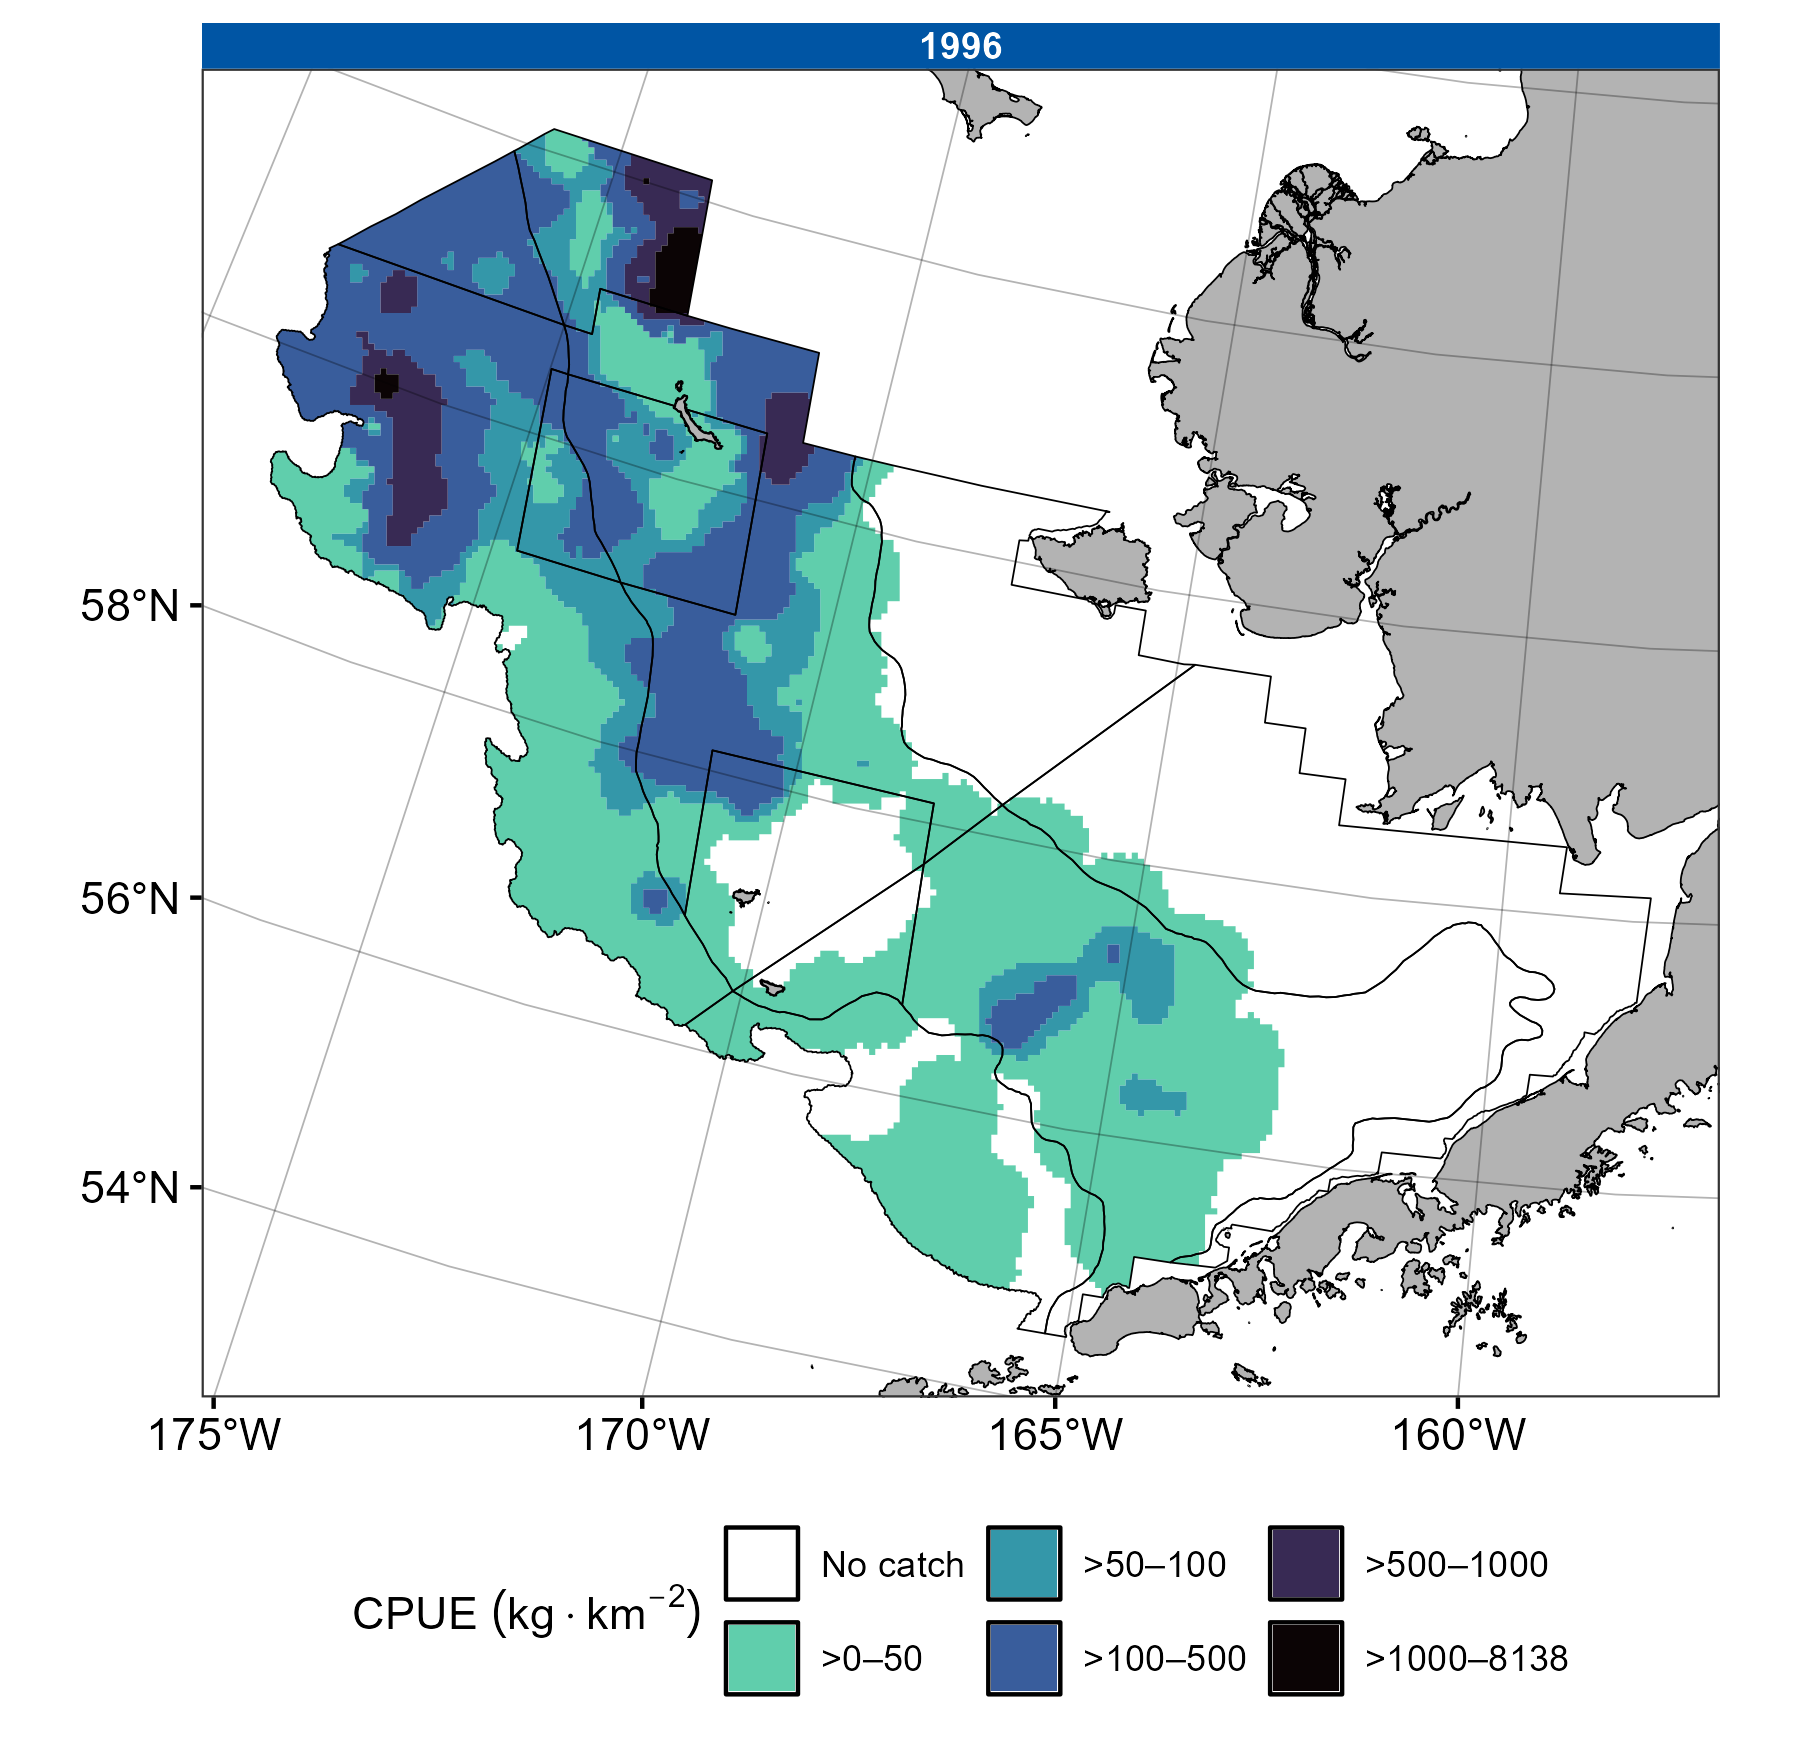 1996
58°N
56°N
54°N
175°W 170°W 165°W 160°W
CPUE (kg · km⁻²)
No catch >50–100 >500–1000
>0–50 >100–500 >1000–8138